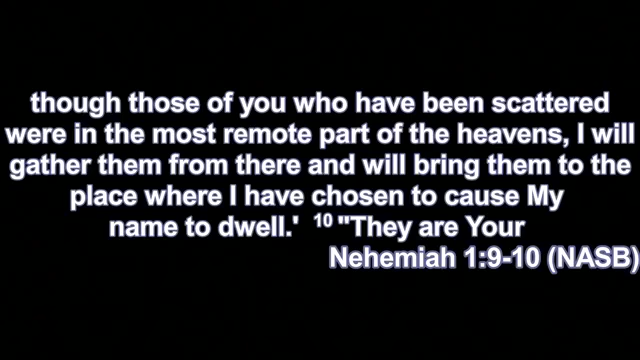 though those of you who have been scattered
were in the most remote part of the heavens, I will
gather them from there and will bring them to the
place where I have chosen to cause My
name to dwell.' 10 "They are Your
Nehemiah 1:9-10 (NASB)